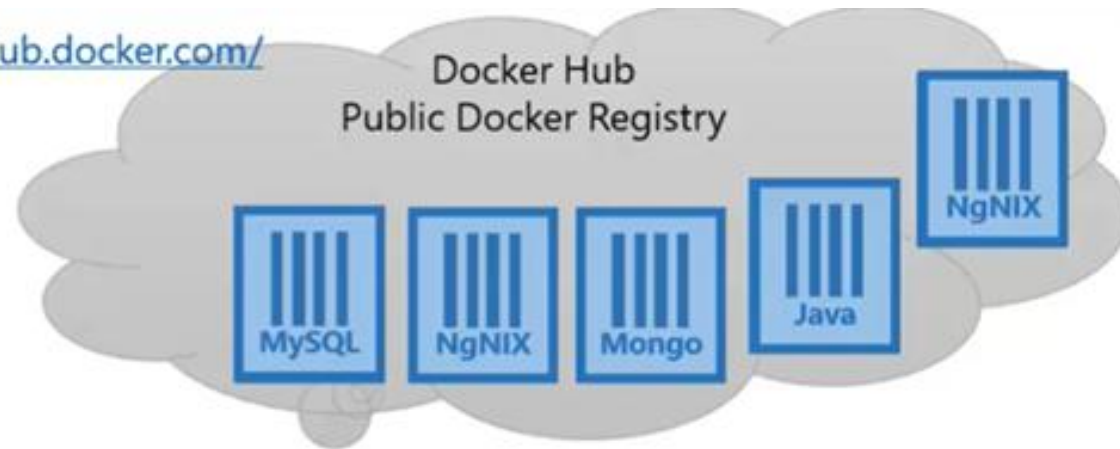 ub.docker.com/
Docker Hub
Public Docker Registry
NgNIX
Java
MySQL
NgNIX
Mongo